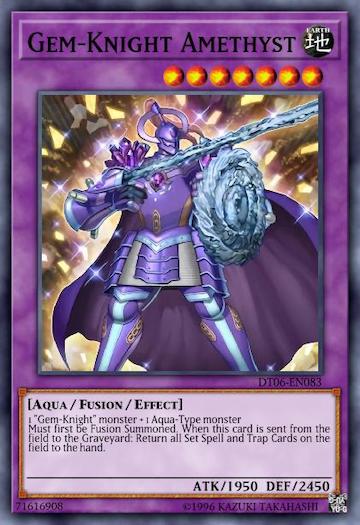 Gem-Knight Amethyst
EARTH
地
DT06-EN083
[Aqua / Fusion / Effect]
1 "Gem-Knight" monster + 1 Aqua-Type monster
Must first be Fusion Summoned. When this card is sent from the
field to the Graveyard: Return all Set Spell and Trap Cards on the
field to the hand.
ATK/1950 DEF/2450
71616908
©1996 KAZUKI TAKAHASHI